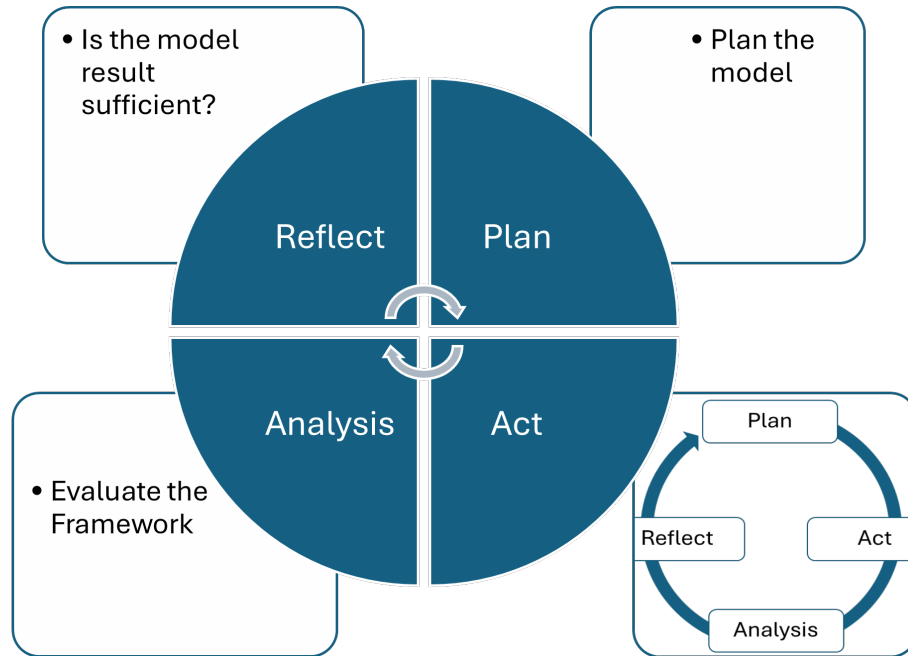 • Is the model
result
sufficient?
• Plan the
model
Reflect
Plan
Analysis
Act
• Evaluate the
Framework
Plan
Reflect
Act
Analysis